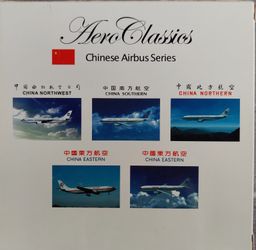 AeroClassics
Chinese Airbus Series
中国西北航空公司
CHINA NORTHWEST
中国南方航空
CHINA SOUTHERN
中國北方航空
CHINA NORTHERN
中國東方航空
CHINA EASTERN
中國東方航空
CHINA EASTERN